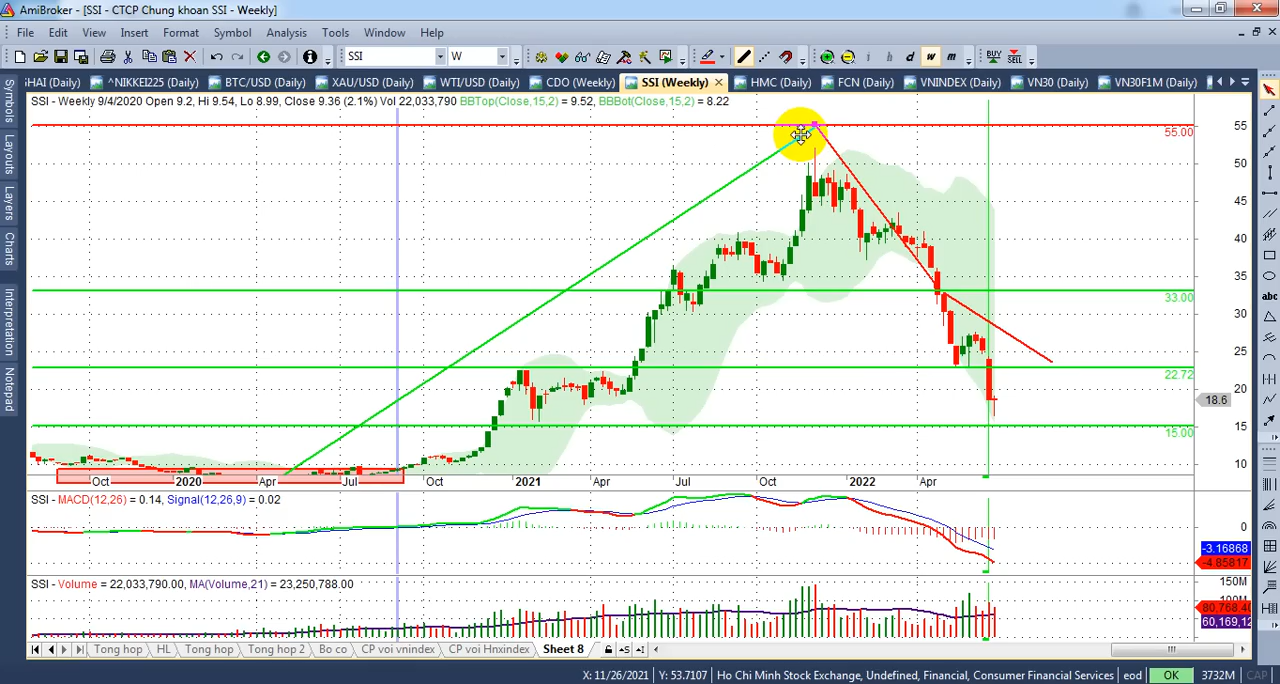 AmiBroker - [SSI - CTCP Chung khoan SSI - Weekly]
File Edit View Insert Format Symbol Analysis Tools Window Help
SSI W i h d w m BUY SELL
HAI (Daily) ^NIKKEI225 (Daily) BTC/USD (Daily) XAU/USD (Daily) WTI/USD (Daily) CDO (Weekly) SSI (Weekly) HMC (Daily) FCN (Daily) VNINDEX (Daily) VN30 (Daily) VN30F1M (Daily)
Symbols
Layouts
Layers
Charts
Interpretation
Notepad
abc
SSI - Weekly 9/4/2020 Open 9.2, Hi 9.54, Lo 8.99, Close 9.36 (2.1%) Vol 22,033,790 BBTop(Close,15,2) = 9.52, BBBot(Close,15,2) = 8.22
55
55.00
50
45
40
35
33.00
30
25
22.72
20
18.6
15
15.00
10
Oct 2020 Apr Jul Oct 2021 Apr Jul Oct 2022 Apr
SSI - MACD(12,26) = 0.14, Signal(12,26,9) = 0.02
0
-3.16868
-4.85817
SSI - Volume = 22,033,790.00, MA(Volume,21) = 23,250,788.00
150M
100M
80,768,40
60,169,12
Tong hop HL Tong hop Tong hop 2 Bo co CP voi vnindex CP voi Hnxindex Sheet 8
X: 11/26/2021 Y: 53.7107 Ho Chi Minh Stock Exchange, Undefined, Financial, Consumer Financial Services eod OK 3732M CAP